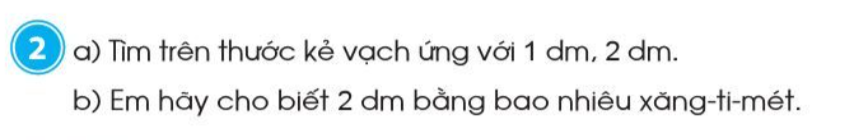 2 a) Tìm trên thước kẻ vạch ứng với 1 dm, 2 dm.
b) Em hãy cho biết 2 dm bằng bao nhiêu xăng-ti-mét.